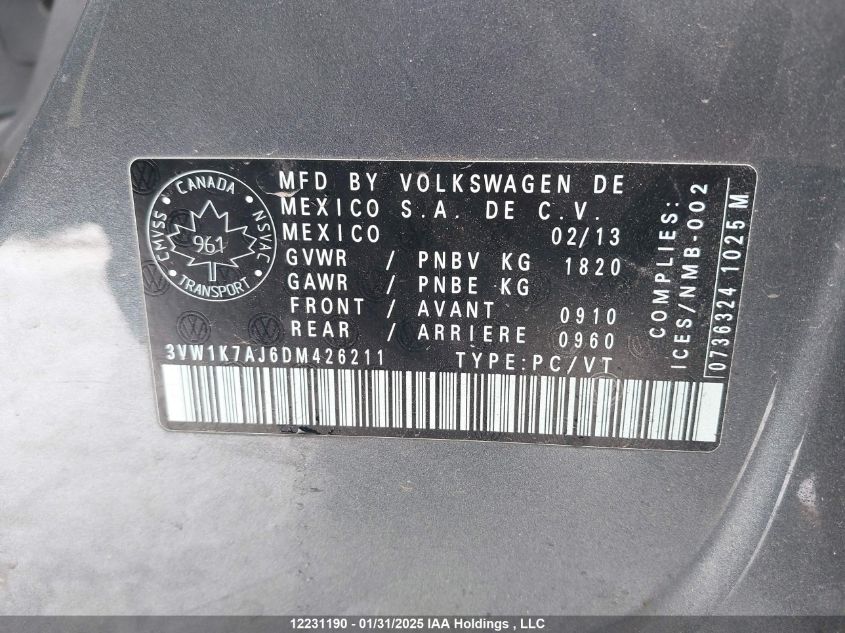 CANADA
CMVSS
NSVAC
961
TRANSPORT
MFD BY VOLKSWAGEN DE
MEXICO S.A. DE C.V.
MEXICO 02/13
GVWR / PNBV KG 1820
GAWR / PNBE KG
FRONT / AVANT 0910
REAR / ARRIERE 0960
3VW1K7AJ6DM426211 TYPE:PC/VT
COMPLIES:
ICES/NMB-002
0736324 1025 M
12231190 - 01/31/2025 IAA Holdings , LLC